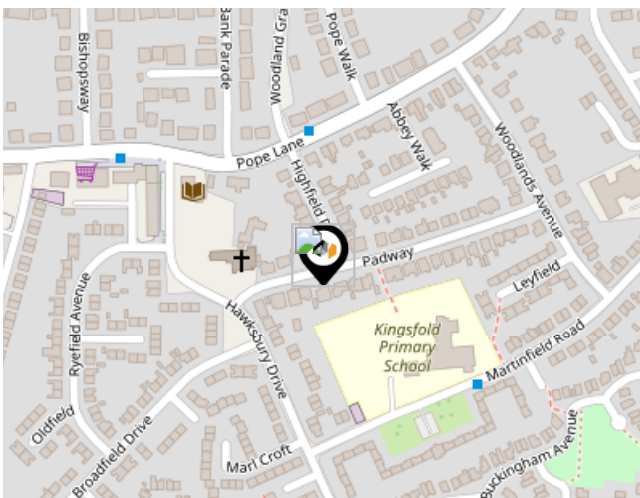 Bishopsway
Bank Parade
Woodland Gra
Pope Walk
Abbey Walk
Pope Lane
Highfield
Woodlands Avenue
Padway
Leyfield
Ryefield Avenue
Hawksbury Drive
Kingsfold
Primary
School
Martinfield Road
Oldfield
Broadfield Drive
Marl Croft
Buckingham Avenue